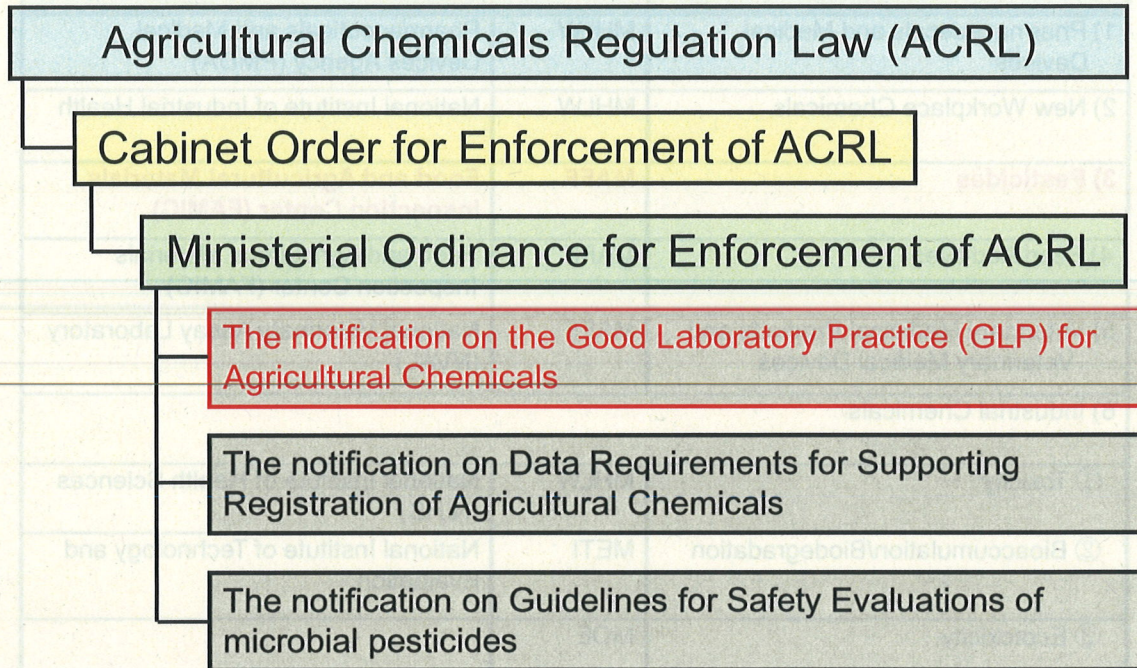 Agricultural Chemicals Regulation Law (ACRL)
Cabinet Order for Enforcement of ACRL
Ministerial Ordinance for Enforcement of ACRL
The notification on the Good Laboratory Practice (GLP) for
Agricultural Chemicals
The notification on Data Requirements for Supporting
Registration of Agricultural Chemicals
The notification on Guidelines for Safety Evaluations of
microbial pesticides